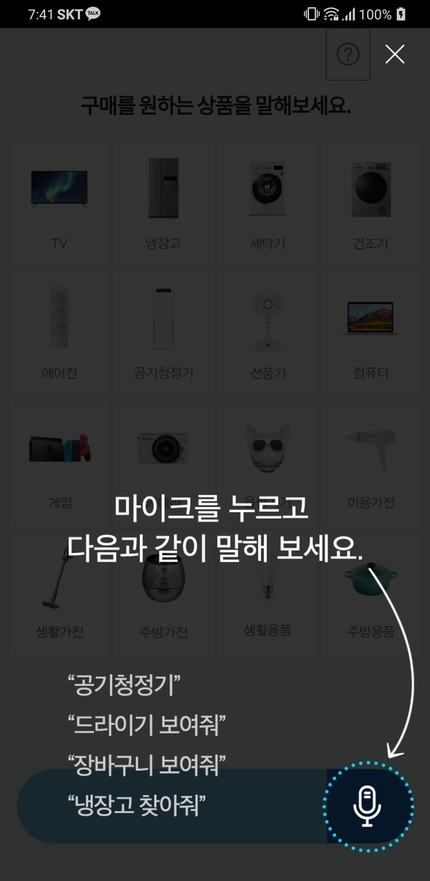 7:41 SKT TALK 100%
?
구매를 원하는 상품을 말해보세요.
TV 냉장고 세탁기 건조기
에어컨 공기청정기 선풍기 컴퓨터
게임 미용가전
마이크를 누르고
다음과 같이 말해 보세요.
생활가전 주방가전 생활용품 주방용품
“공기청정기”
“드라이기 보여줘”
“장바구니 보여줘”
“냉장고 찾아줘”